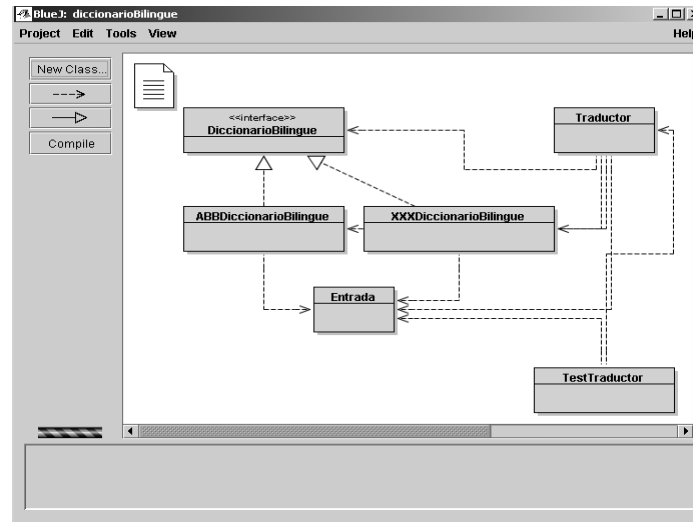 BlueJ: diccionarioBilingue
Project Edit Tools View Help
New Class...
Compile
<<interface>>
DiccionarioBilingue
Traductor
ABBDiccionarioBilingue
XXXDiccionarioBilingue
Entrada
TestTraductor